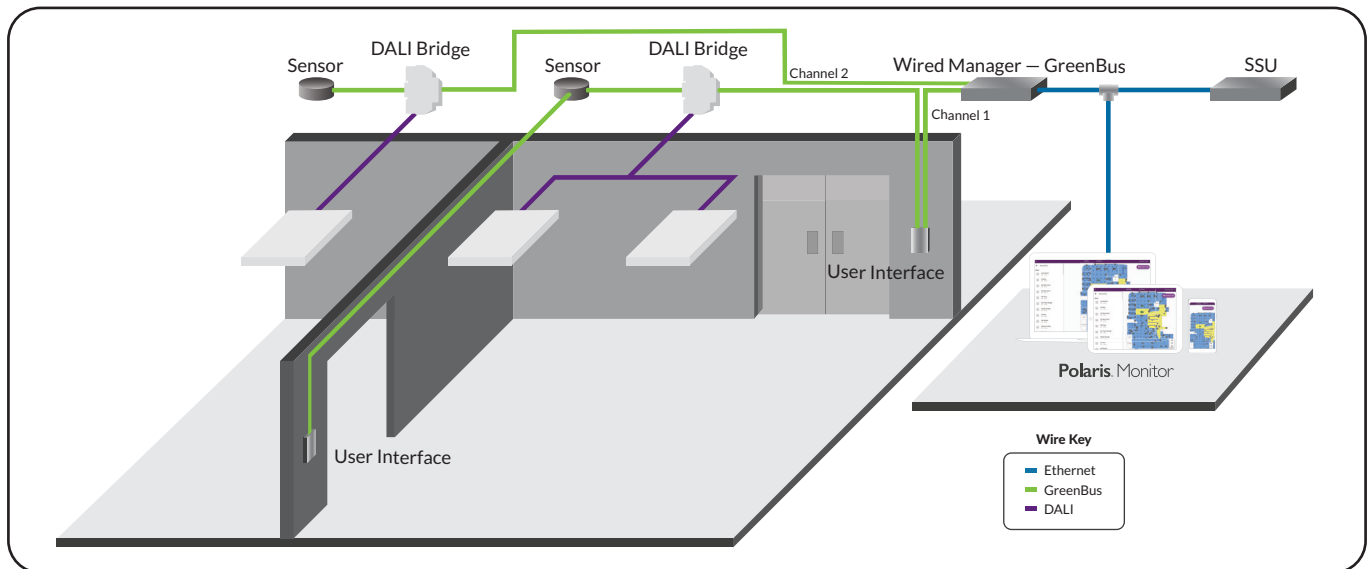 DALI Bridge
DALI Bridge
Sensor
Sensor
Wired Manager – GreenBus
SSU
Channel 2
Channel 1
User Interface
User Interface
Polaris. Monitor
Wire Key
Ethernet
GreenBus
DALI